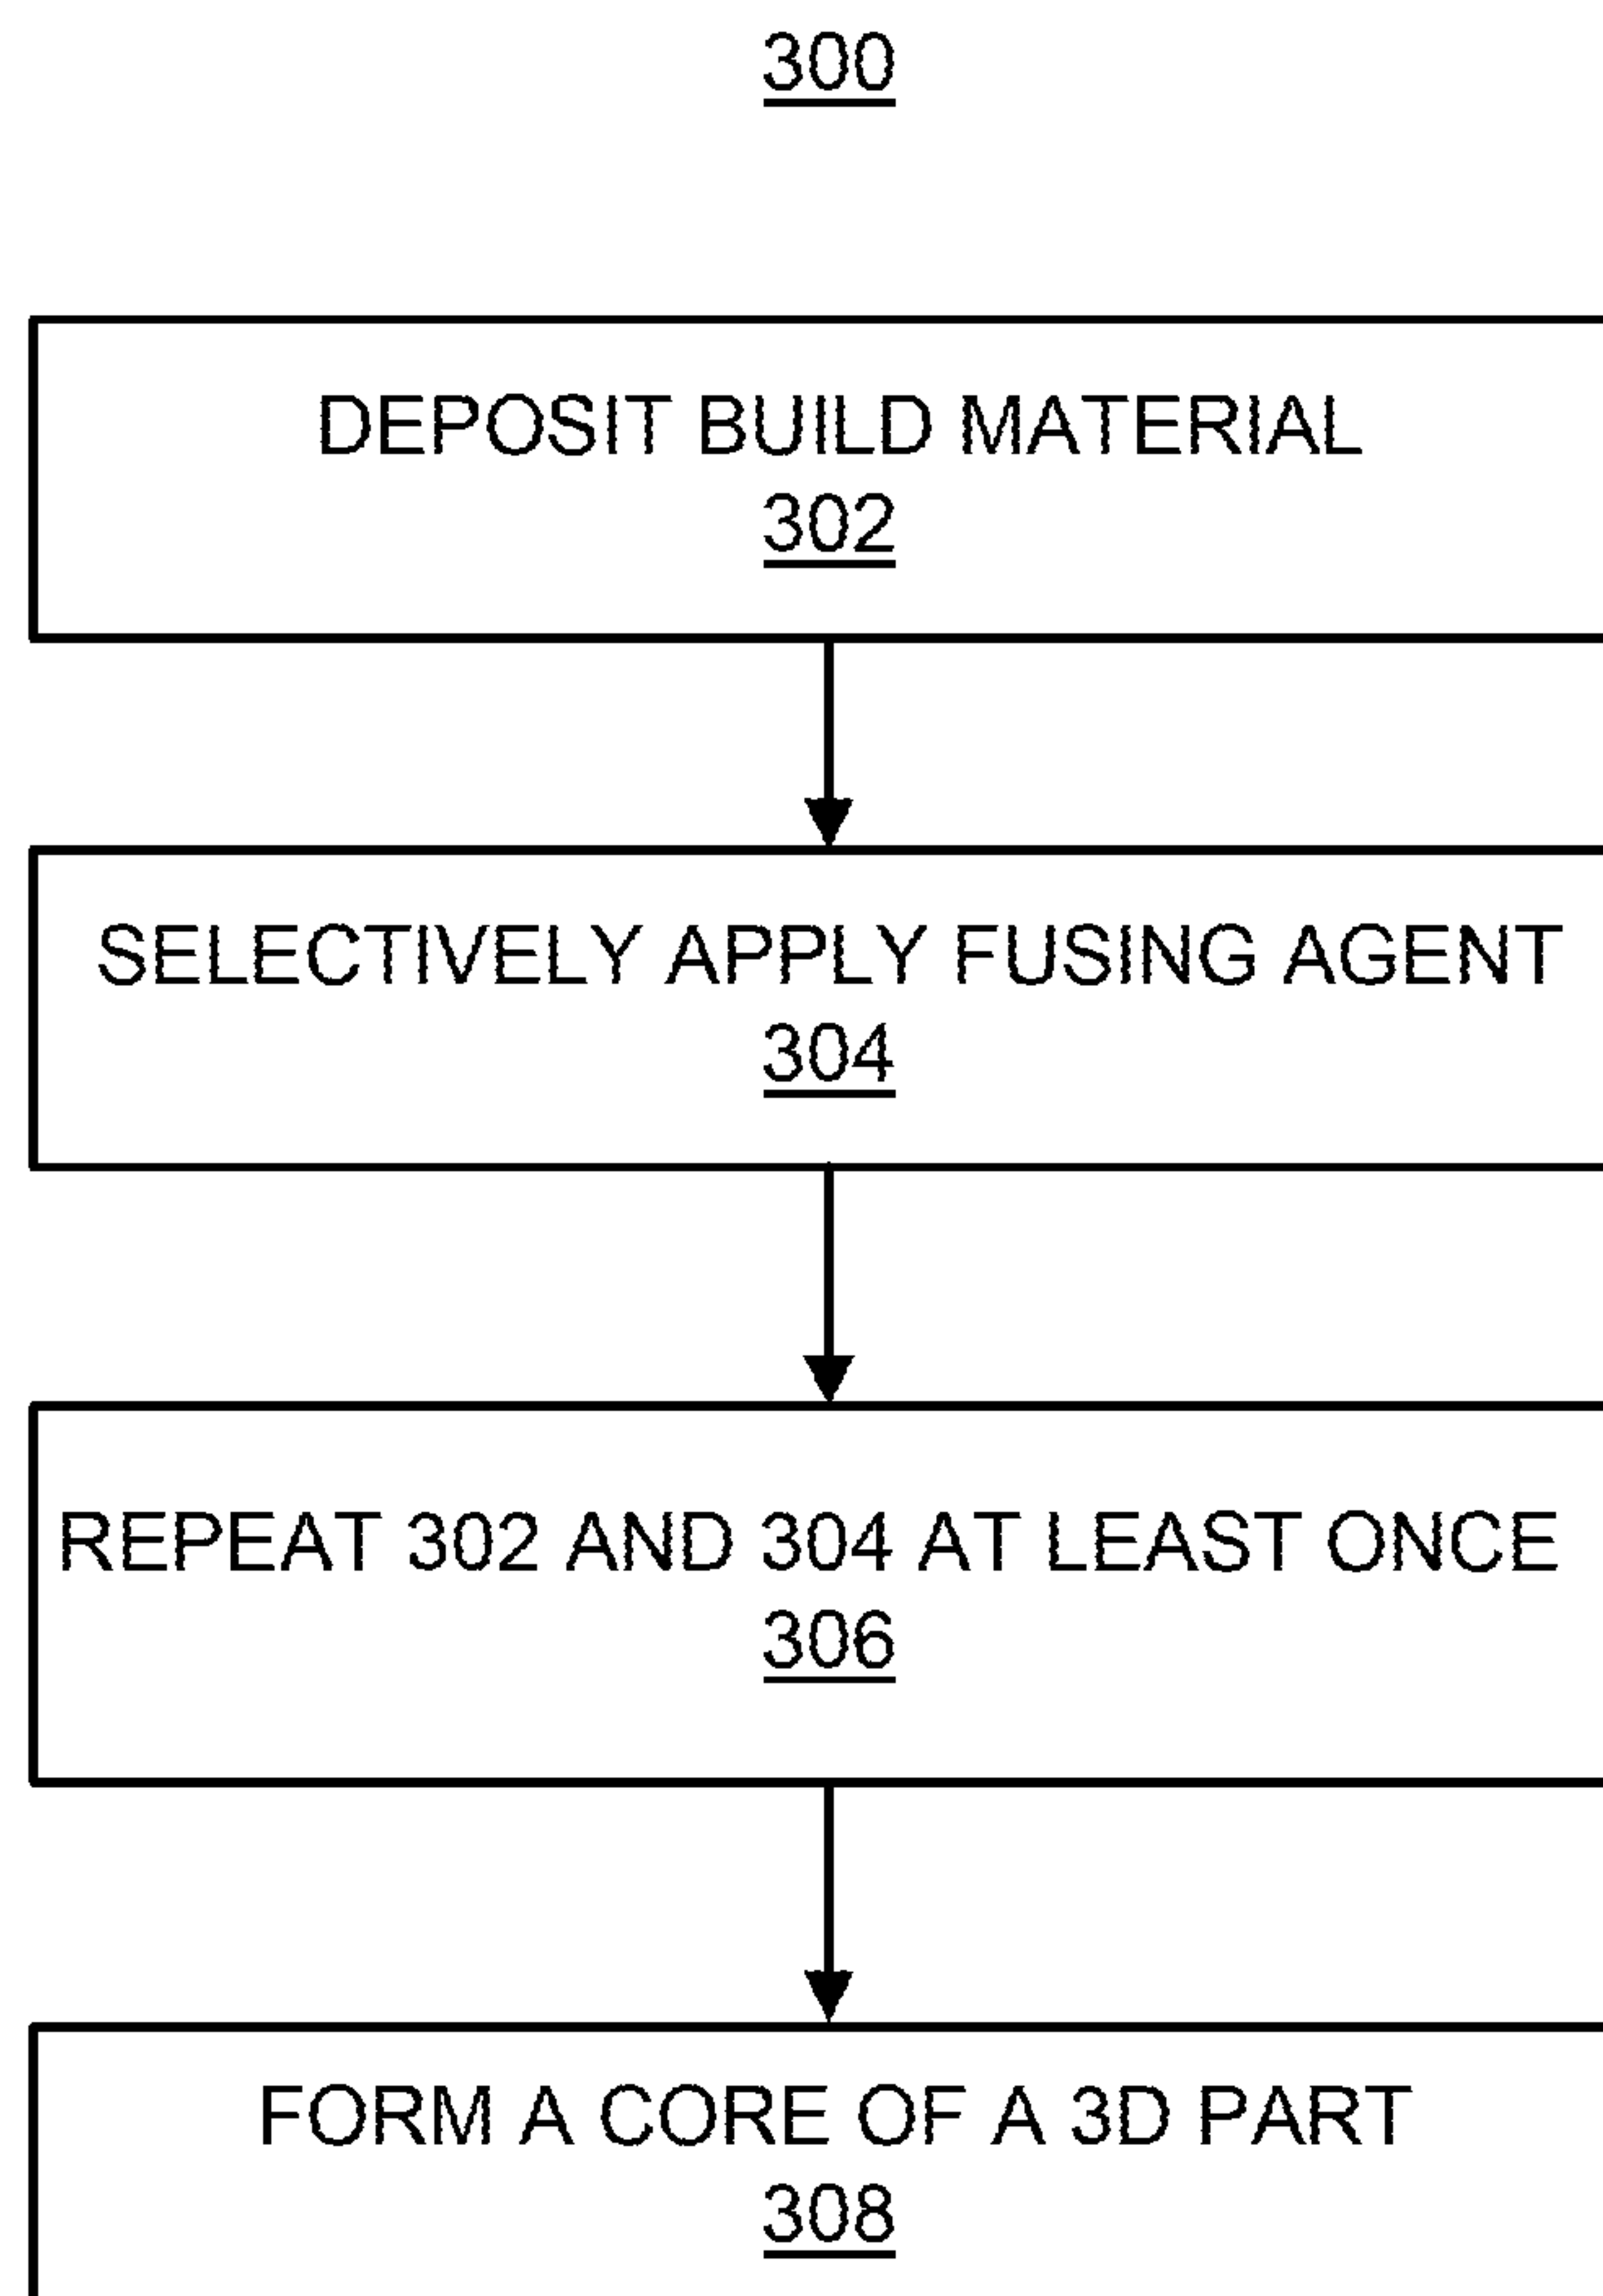 300
DEPOSIT BUILD MATERIAL
302
SELECTIVELY APPLY FUSING AGENT
304
REPEAT 302 AND 304 AT LEAST ONCE
306
FORM A CORE OF A 3D PART
308